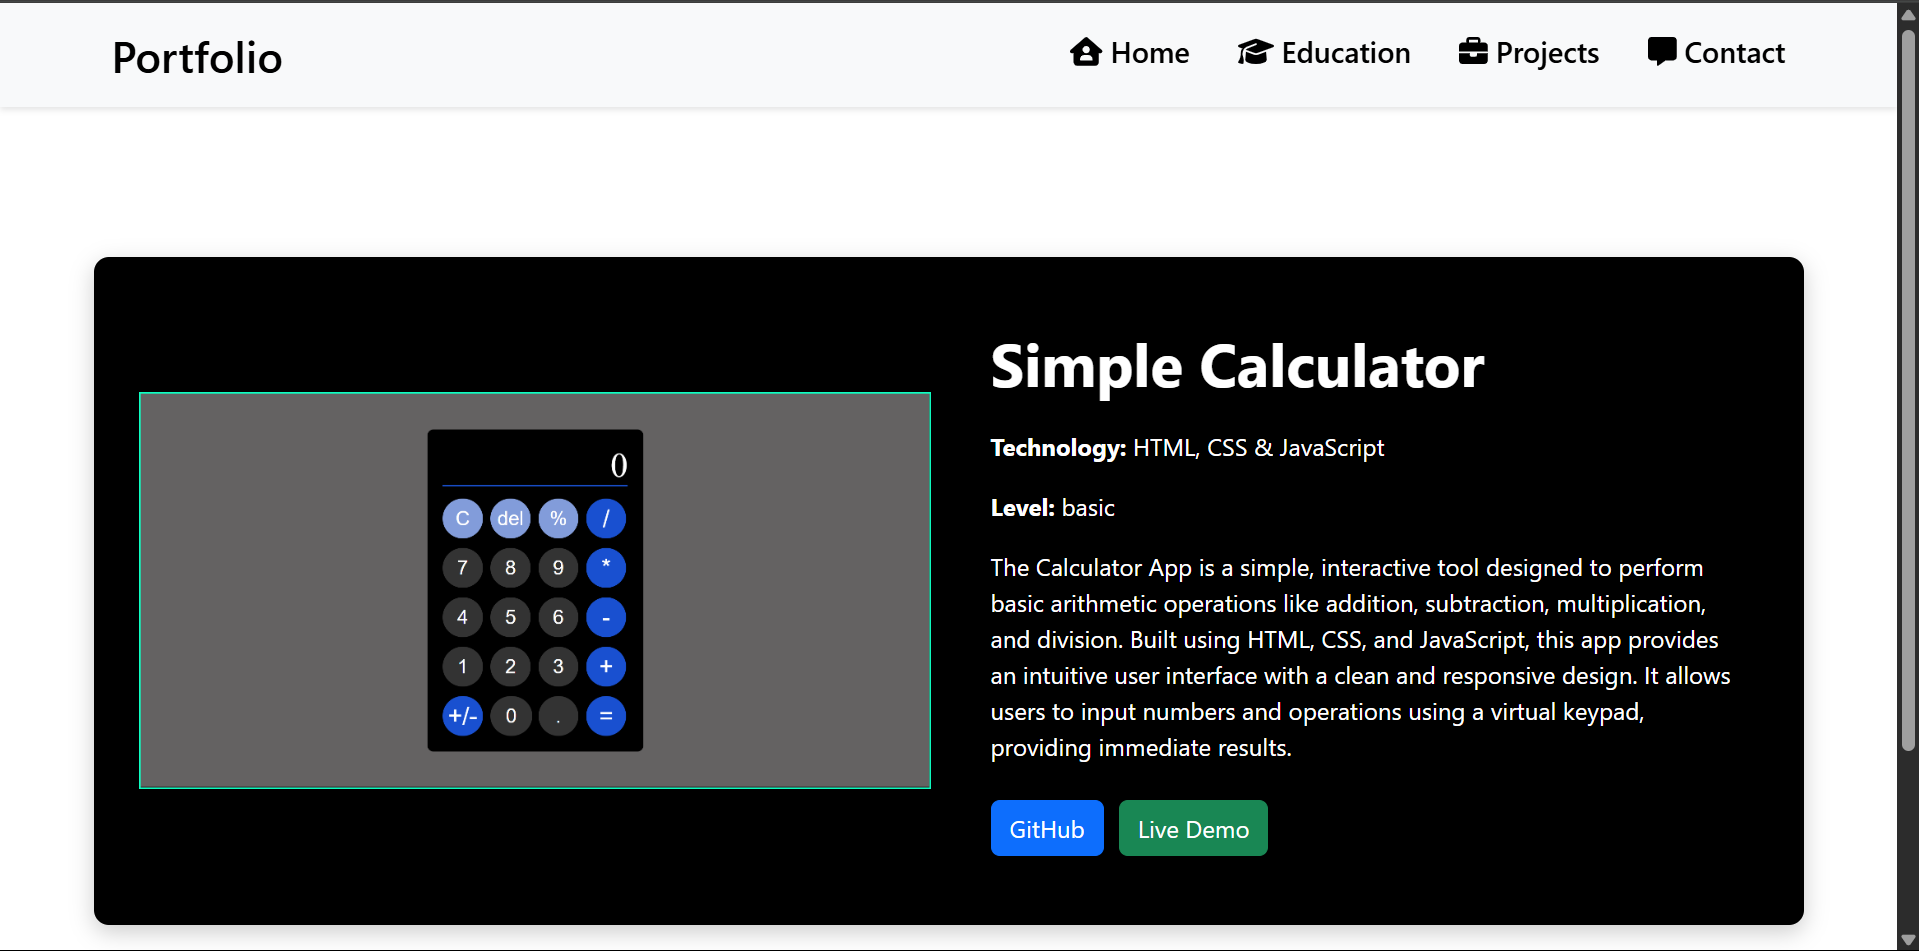 Portfolio
Home Education Projects Contact
0
C del % /
7 8 9 *
4 5 6 -
1 2 3 +
+/- 0 . =
Simple Calculator
Technology: HTML, CSS & JavaScript
Level: basic
The Calculator App is a simple, interactive tool designed to perform
basic arithmetic operations like addition, subtraction, multiplication,
and division. Built using HTML, CSS, and JavaScript, this app provides
an intuitive user interface with a clean and responsive design. It allows
users to input numbers and operations using a virtual keypad,
providing immediate results.
GitHub Live Demo